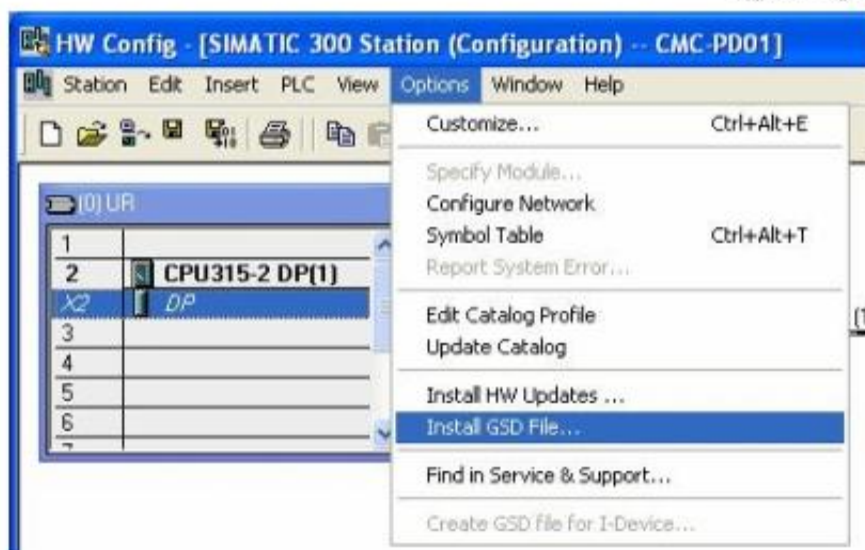 HW Config - [SIMATIC 300 Station (Configuration) -- CMC-PD01]
Station Edit Insert PLC View Options Window Help
Customize... Ctrl+Alt+E
Specify Module...
Configure Network
Symbol Table Ctrl+Alt+T
Report System Error...
Edit Catalog Profile
Update Catalog
Install HW Updates ...
Install GSD File...
Find in Service & Support...
Create GSD file for I-Device...
(0) UR
1
2 CPU315-2 DP(1)
X2 DP
3
4
5
6
(1